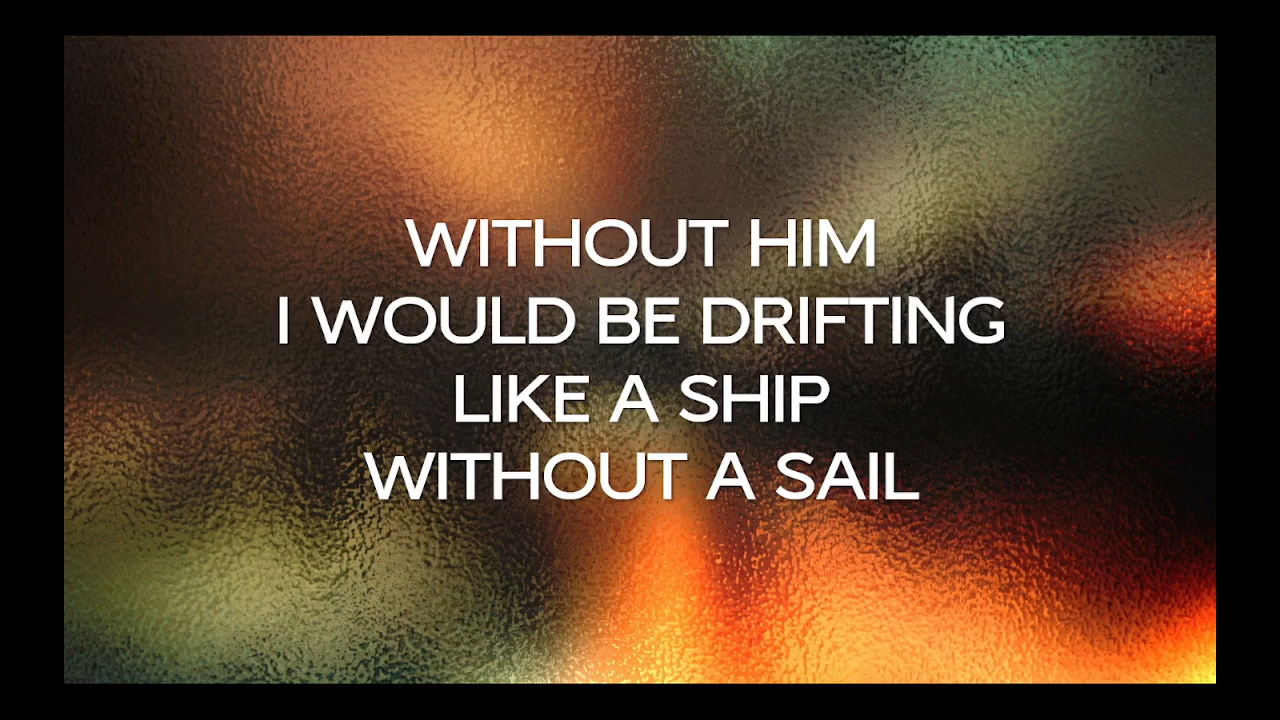 WITHOUT HIM
I WOULD BE DRIFTING
LIKE A SHIP
WITHOUT A SAIL